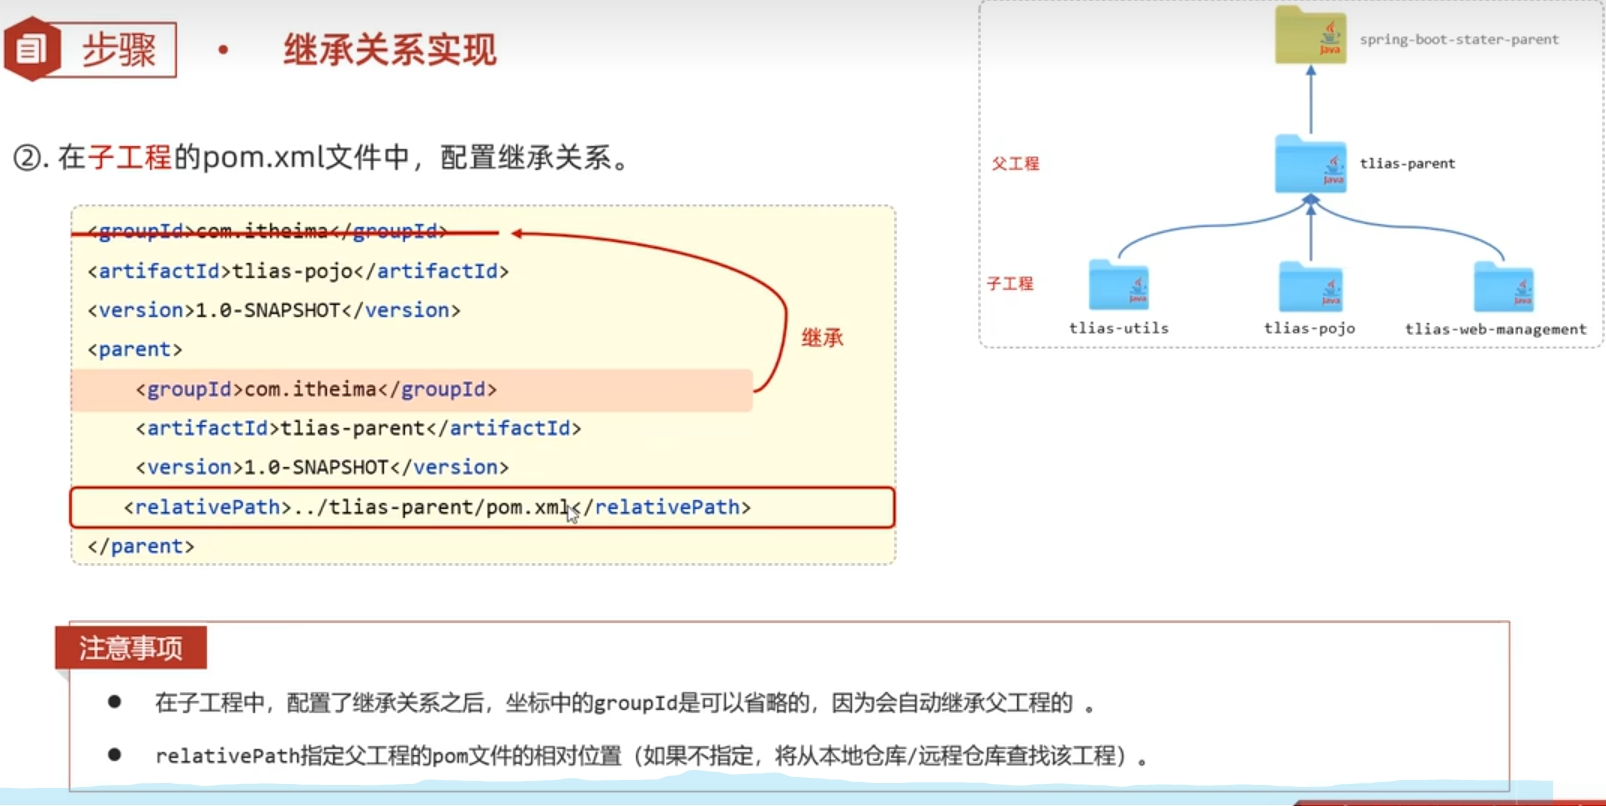 步骤 • 继承关系实现
②. 在子工程的pom.xml文件中，配置继承关系。
<groupId>com.itheima</groupId>
<artifactId>tlias-pojo</artifactId>
<version>1.0-SNAPSHOT</version>
<parent>
<groupId>com.itheima</groupId>
<artifactId>tlias-parent</artifactId>
<version>1.0-SNAPSHOT</version>
<relativePath>../tlias-parent/pom.xml</relativePath>
</parent>
继承
Java
spring-boot-stater-parent
父工程
Java
tlias-parent
子工程
Java
Java
Java
tlias-utils
tlias-pojo
tlias-web-management
注意事项
● 在子工程中，配置了继承关系之后，坐标中的groupId是可以省略的，因为会自动继承父工程的 。
● relativePath指定父工程的pom文件的相对位置（如果不指定，将从本地仓库/远程仓库查找该工程）。